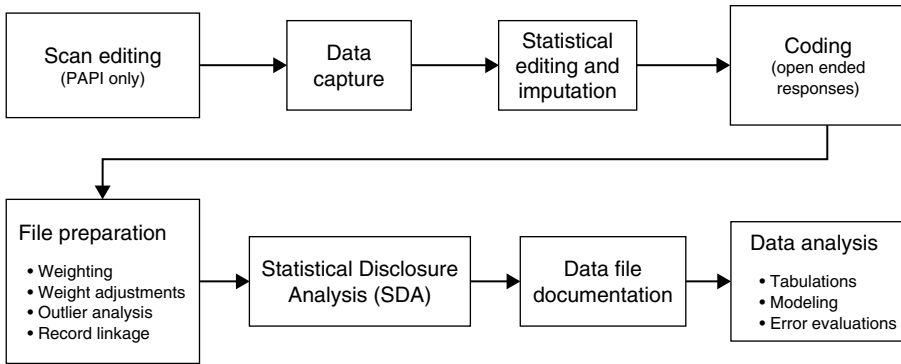 Scan editing
(PAPI only)
Data
capture
Statistical
editing and
imputation
Coding
(open ended
responses)
File preparation
• Weighting
• Weight adjustments
• Outlier analysis
• Record linkage
Statistical Disclosure
Analysis (SDA)
Data file
documentation
Data analysis
• Tabulations
• Modeling
• Error evaluations